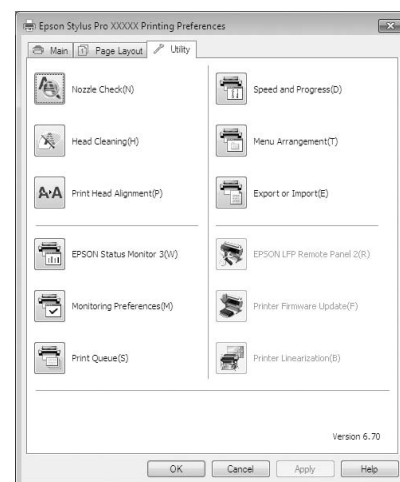 Epson Stylus Pro XXXXX Printing Preferences
Main Page Layout Utility
Nozzle Check(N)
Speed and Progress(D)
Head Cleaning(H)
Menu Arrangement(T)
Print Head Alignment(P)
Export or Import(E)
EPSON Status Monitor 3(W)
EPSON LFP Remote Panel 2(R)
Monitoring Preferences(M)
Printer Firmware Update(F)
Print Queue(S)
Printer Linearization(B)
Version 6.70
OK Cancel Apply Help